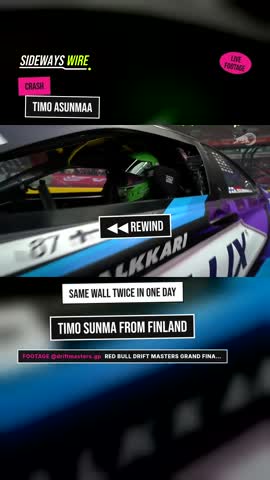 SIDEWAYS WIRE.
LIVE
FOOTAGE
CRASH
TIMO ASUNMAA
87
REWIND
ALKKARI
LIX
SAME WALL TWICE IN ONE DAY
TIMO SUNMA FROM FINLAND
FOOTAGE @driftmasters.gp RED BULL DRIFT MASTERS GRAND FINA...